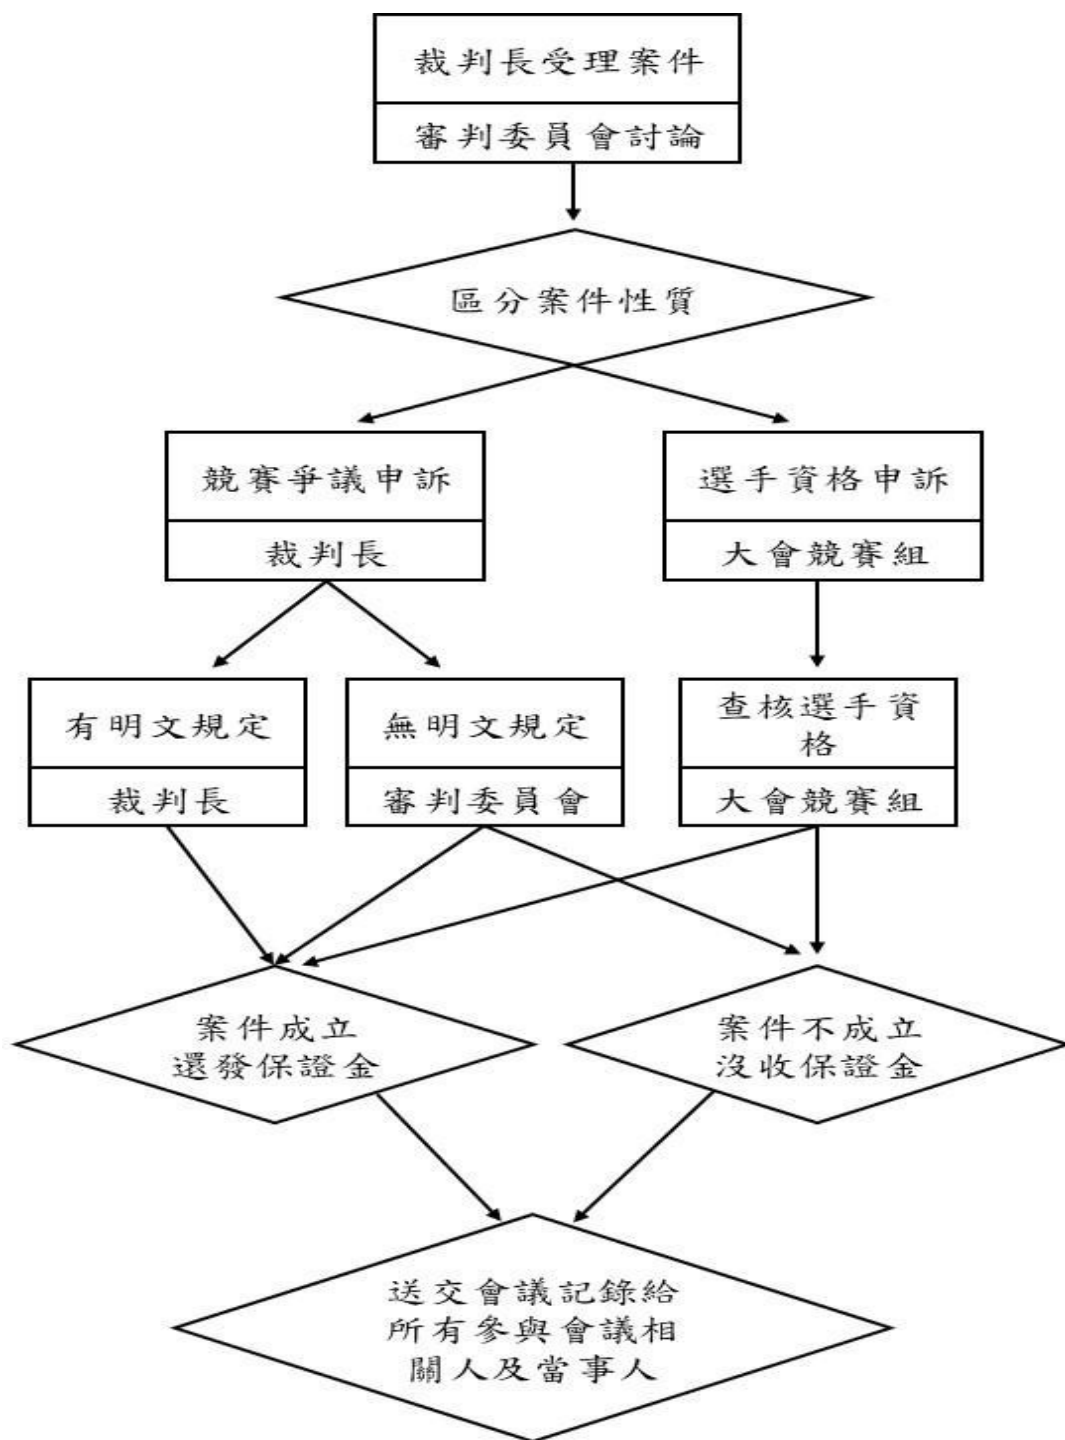 裁判長受理案件
審判委員會討論
區分案件性質
競賽爭議申訴
裁判長
選手資格申訴
大會競賽組
有明文規定
裁判長
無明文規定
審判委員會
查核選手資
格
大會競賽組
案件成立
還發保證金
案件不成立
沒收保證金
送交會議記錄給
所有參與會議相
關人及當事人